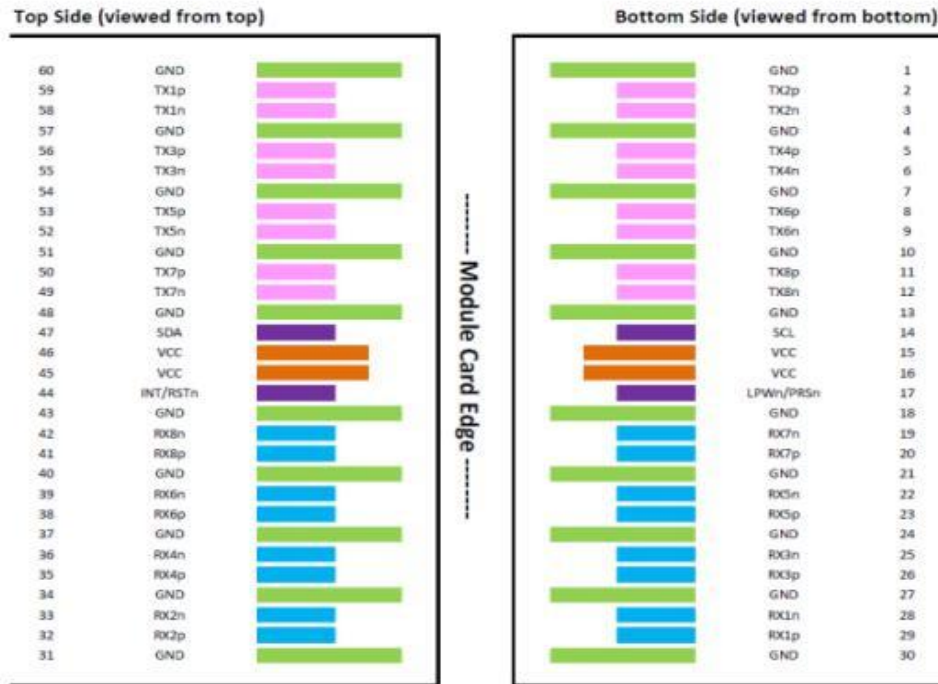 Top Side (viewed from top)
60 GND
59 TX1p
58 TX1n
57 GND
56 TX3p
55 TX3n
54 GND
53 TX5p
52 TX5n
51 GND
50 TX7p
49 TX7n
48 GND
47 SDA
46 VCC
45 VCC
44 INT/RSTn
43 GND
42 RX8n
41 RX8p
40 GND
39 RX6n
38 RX6p
37 GND
36 RX4n
35 RX4p
34 GND
33 RX2n
32 RX2p
31 GND
-------- Module Card Edge --------
Bottom Side (viewed from bottom)
GND 1
TX2p 2
TX2n 3
GND 4
TX4p 5
TX4n 6
GND 7
TX6p 8
TX6n 9
GND 10
TX8p 11
TX8n 12
GND 13
SCL 14
VCC 15
VCC 16
LPWn/PRSn 17
GND 18
RX7n 19
RX7p 20
GND 21
RX5n 22
RX5p 23
GND 24
RX3n 25
RX3p 26
GND 27
RX1n 28
RX1p 29
GND 30